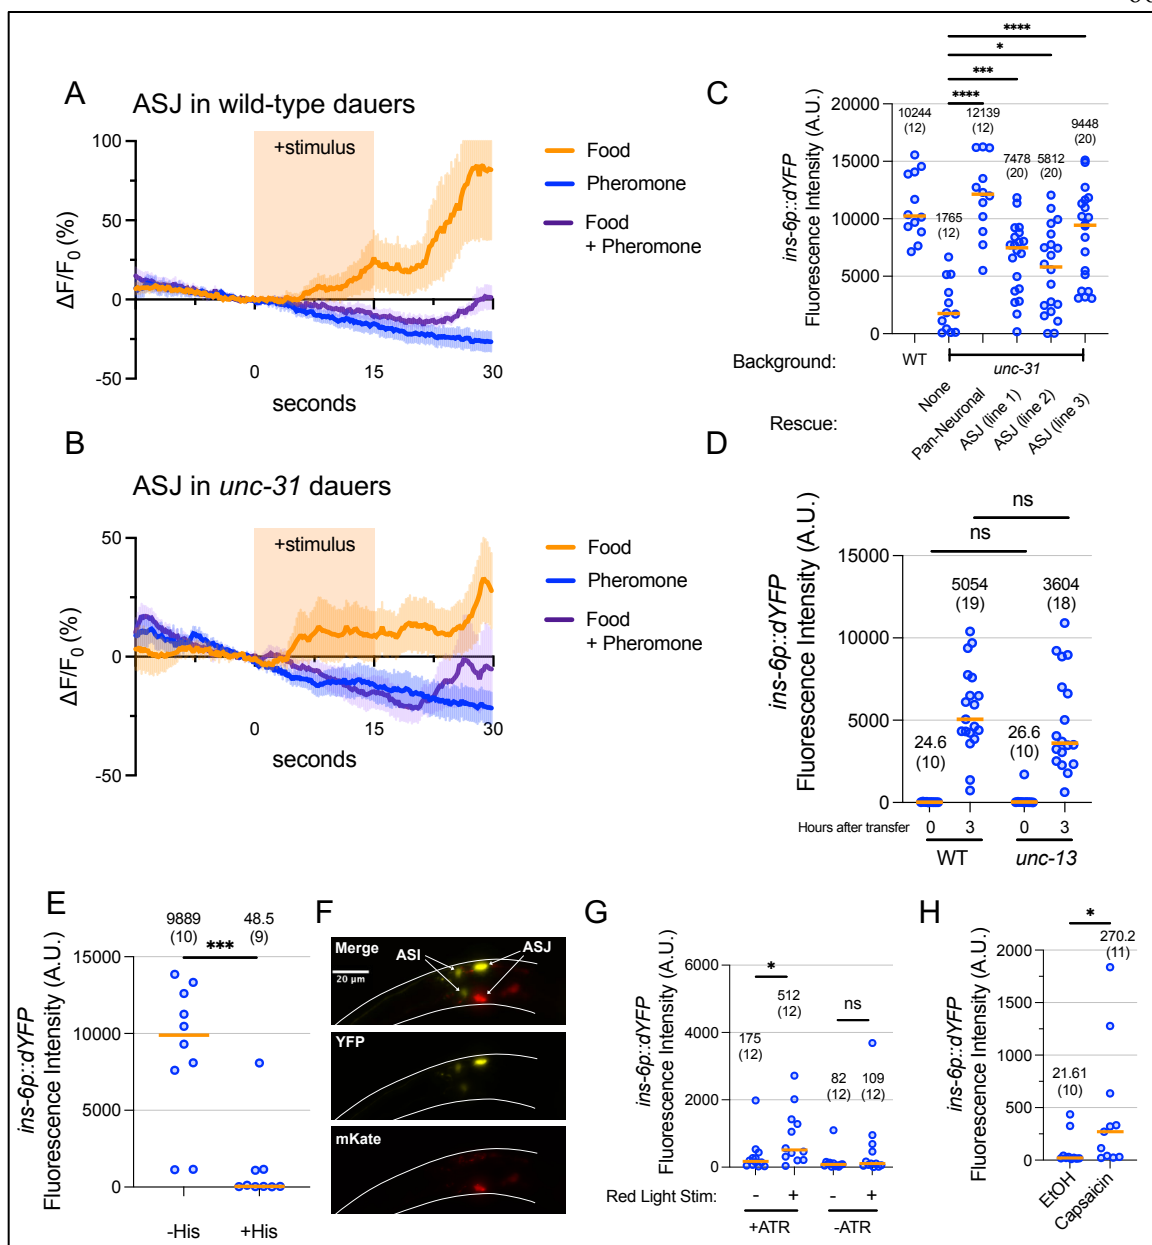 A
ASJ in wild-type dauers
+stimulus
ΔF/F0 (%)
100
50
0
-50
0
15
30
seconds
Food
Pheromone
Food
+ Pheromone
B
ASJ in unc-31 dauers
+stimulus
ΔF/F0 (%)
50
0
-50
0
15
30
seconds
Food
Pheromone
Food
+ Pheromone
C
ins-6p::dYFP
Fluorescence Intensity (A.U.)
20000
15000
10000
5000
0
****
*
***
****
10244
(12)
1765
(12)
12139
(12)
7478
(20)
5812
(20)
9448
(20)
Background:
WT
unc-31
Rescue:
None
Pan-Neuronal
ASJ (line 1)
ASJ (line 2)
ASJ (line 3)
D
ins-6p::dYFP
Fluorescence Intensity (A.U.)
15000
10000
5000
0
ns
ns
24.6
(10)
5054
(19)
26.6
(10)
3604
(18)
Hours after transfer
0
3
0
3
WT
unc-13
E
ins-6p::dYFP
Fluorescence Intensity (A.U.)
15000
10000
5000
0
9889
(10)
48.5
(9)
***
-His
+His
F
Merge
20 µm
ASI
ASJ
YFP
mKate
G
ins-6p::dYFP
Fluorescence Intensity (A.U.)
6000
4000
2000
0
*
ns
175
(12)
512
(12)
82
(12)
109
(12)
Red Light Stim:
-
+
-
+
+ATR
-ATR
H
ins-6p::dYFP
Fluorescence Intensity (A.U.)
2000
1500
1000
500
0
*
21.61
(10)
270.2
(11)
EtOH
Capsaicin